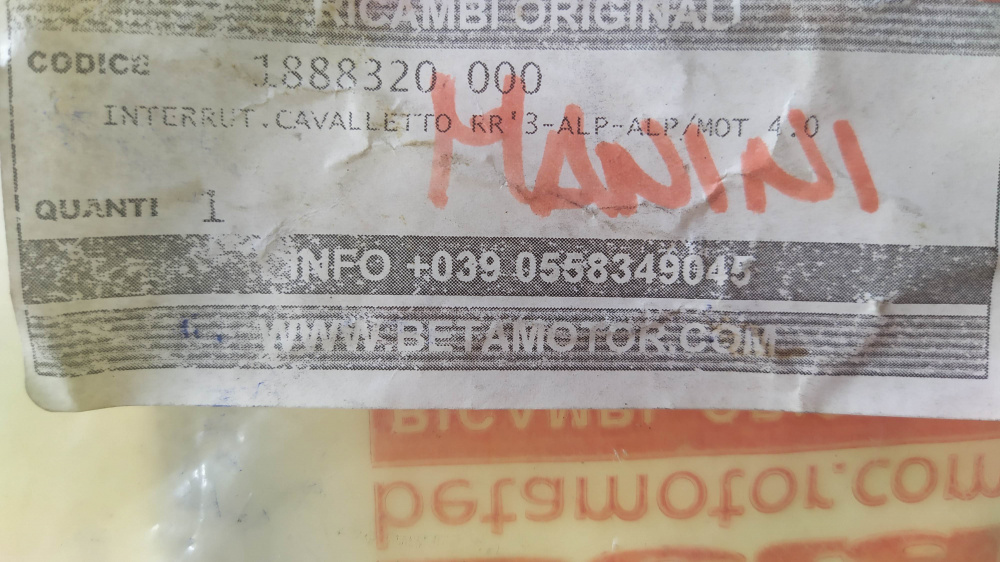 RICAMBI ORIGINALI
CODICE 1888320 000
INTERRUT.CAVALLETTO RR'3-ALP-ALP/MOT 4.0
MANINI
QUANTI 1
INFO +039 0558349045
WWW.BETAMOTOR.COM
RICAMBI OR
betamotor.com